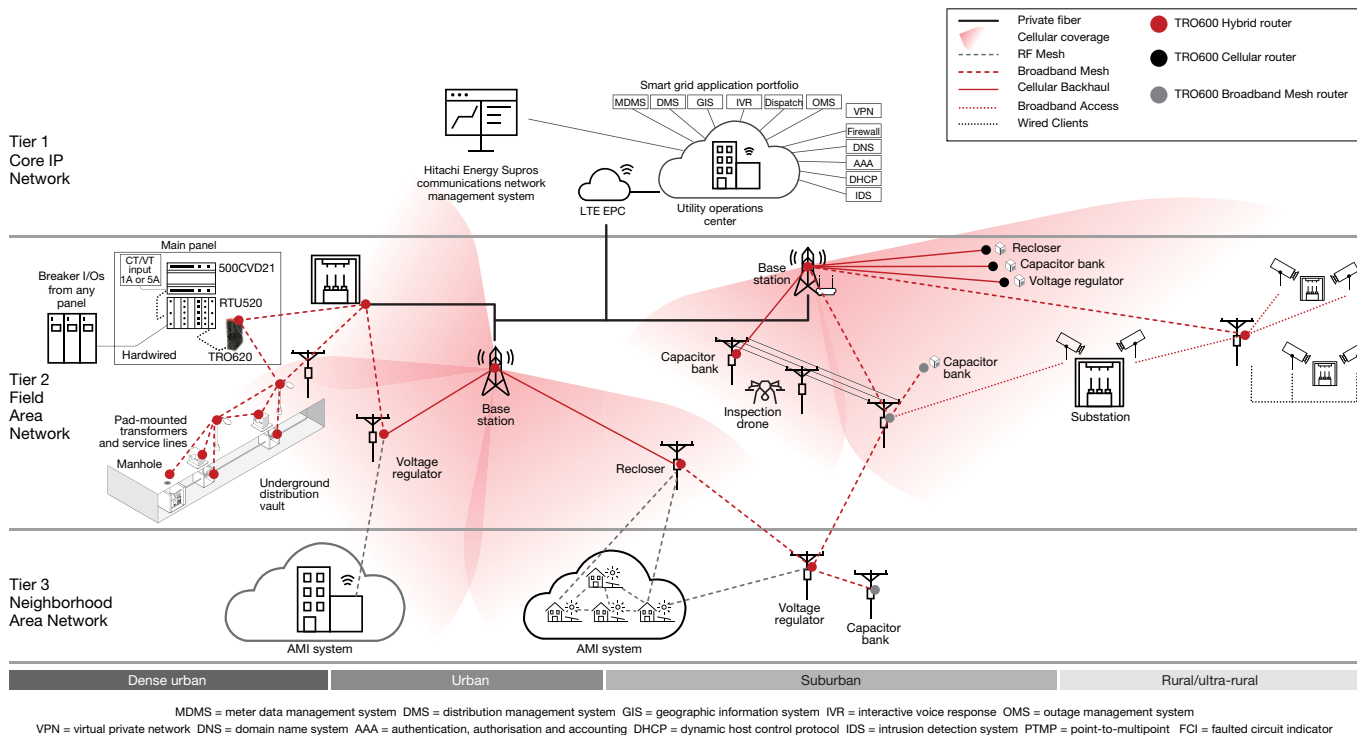 Private fiber
Cellular coverage
RF Mesh
Broadband Mesh
Cellular Backhaul
Broadband Access
Wired Clients
TRO600 Hybrid router
TRO600 Cellular router
TRO600 Broadband Mesh router
Tier 1
Core IP
Network
Smart grid application portfolio
MDMS
DMS
GIS
IVR
Dispatch
OMS
VPN
Firewall
DNS
AAA
DHCP
IDS
Hitachi Energy Supros
communications network
management system
LTE EPC
Utility operations
center
Tier 2
Field
Area
Network
Main panel
Breaker I/Os
from any
panel
CT/VT
input
1A or 5A
500CVD21
RTU520
TRO620
Hardwired
Pad-mounted
transformers
and service lines
Manhole
Underground
distribution
vault
Voltage
regulator
Base
station
Recloser
Base
station
Recloser
Capacitor bank
Voltage regulator
Capacitor
bank
Inspection
drone
Capacitor
bank
Substation
Tier 3
Neighborhood
Area Network
AMI system
AMI system
Voltage
regulator
Capacitor
bank
Dense urban
Urban
Suburban
Rural/ultra-rural
MDMS = meter data management system DMS = distribution management system GIS = geographic information system IVR = interactive voice response OMS = outage management system
VPN = virtual private network DNS = domain name system AAA = authentication, authorisation and accounting DHCP = dynamic host control protocol IDS = intrusion detection system PTMP = point-to-multipoint FCI = faulted circuit indicator